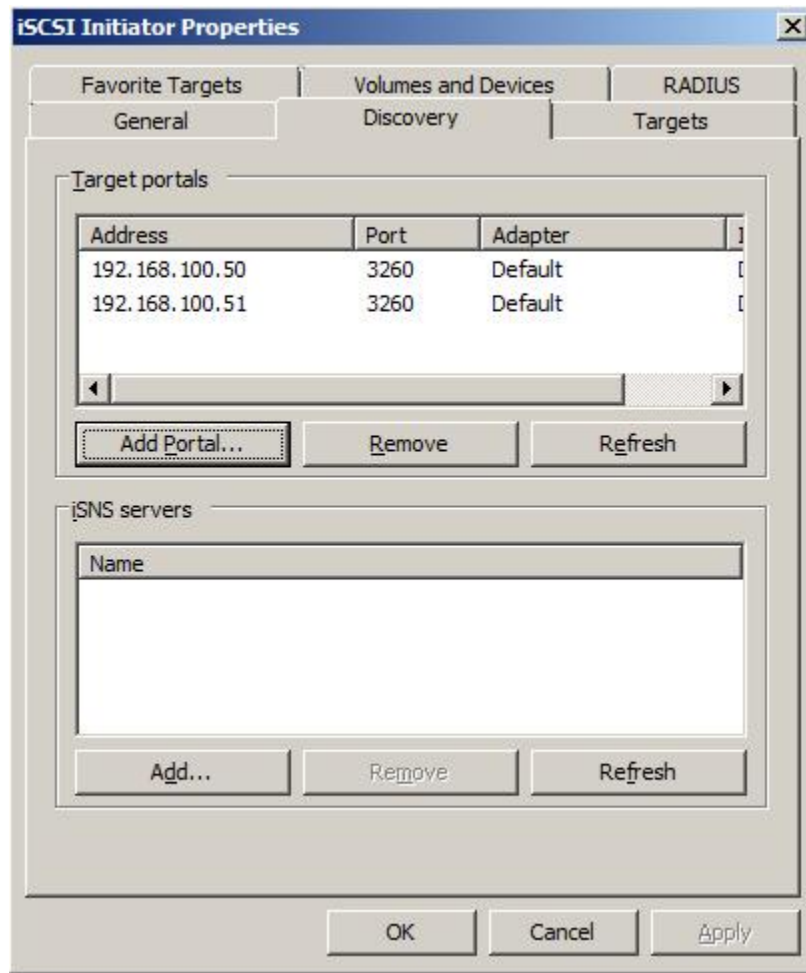 iSCSI Initiator Properties
Favorite Targets Volumes and Devices RADIUS
General Discovery Targets
Target portals
Address Port Adapter
192.168.100.50 3260 Default
192.168.100.51 3260 Default
Add Portal... Remove Refresh
iSNS servers
Name
Add... Remove Refresh
OK Cancel Apply